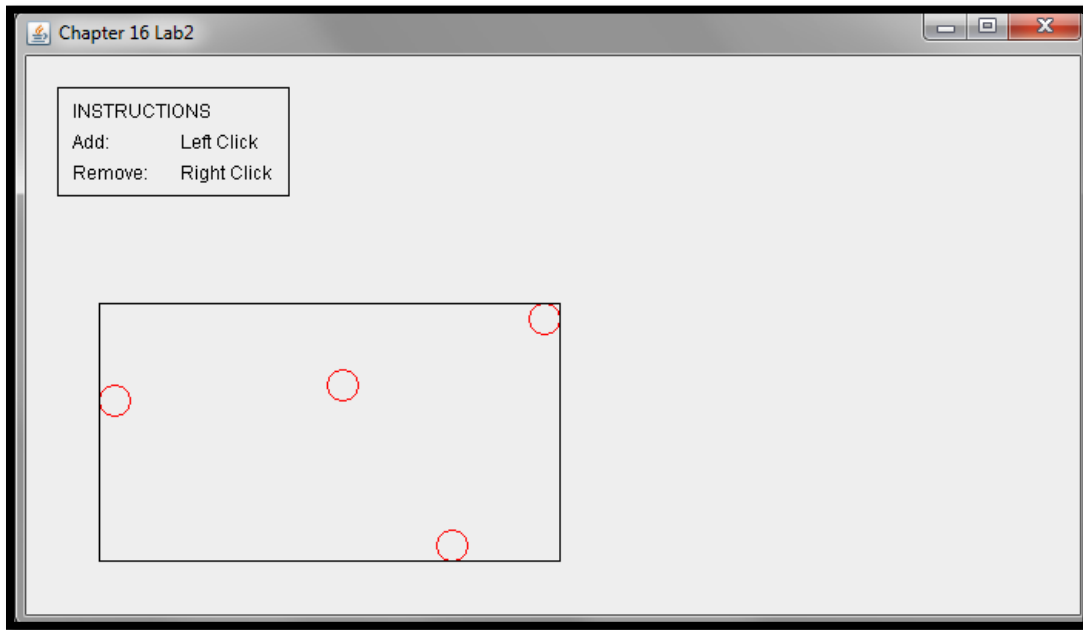 Chapter 16 Lab2
INSTRUCTIONS
Add: Left Click
Remove: Right Click